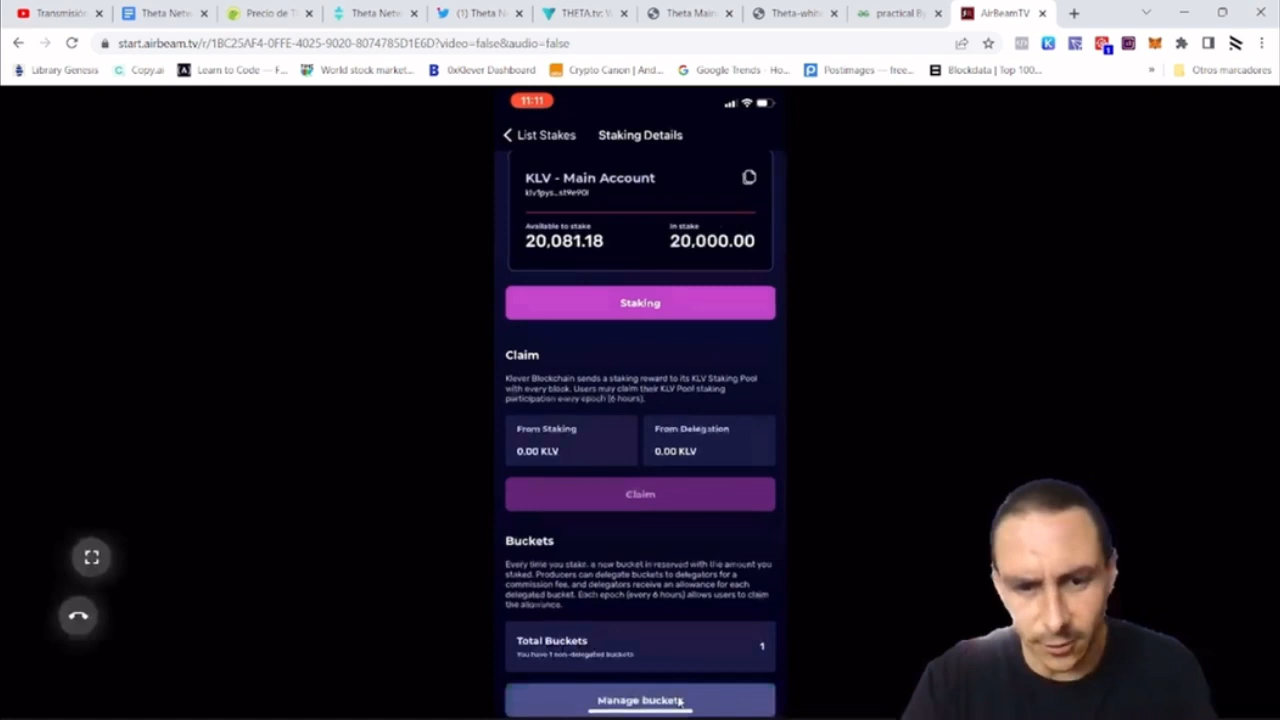 Transmisión
Theta Netw
Precio de T
Theta Netw
(1) Theta N
THETA.tv: W
Theta Main
Theta-white
practical By
AirBeamTV
start.airbeam.tv/r/1BC25AF4-0FFE-4025-9020-8074785D1E6D?video=false&audio=false
Library Genesis
Copy.ai
Learn to Code — F...
World stock market...
0xKlever Dashboard
Crypto Canon | And...
Google Trends - Ho...
Postimages — free...
Blockdata | Top 100...
»
Otros marcadores
11:11
List Stakes
Staking Details
KLV - Main Account
Available to stake
In stake
20,081.18
20,000.00
Staking
Claim
Klever Blockchain sends a staking reward to its KLV Staking Pool
with every block. Users may claim their KLV Pool staking
participation every epoch (6 hours).
From Staking
From Delegation
0.00 KLV
0.00 KLV
Claim
Buckets
Every time you stake, a new bucket is reserved with the amount you
staked. Producers can delegate buckets to delegators for a
commission fee, and delegators receive an allowance for each
delegated bucket. Each epoch (every 6 hours) allows users to claim
the allowance.
Total Buckets
1
You have 1 non-delegated buckets
Manage buckets